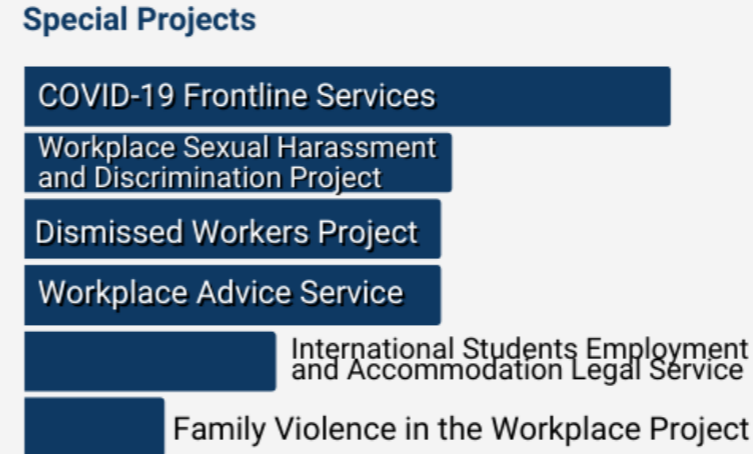 Special Projects
COVID-19 Frontline Services
Workplace Sexual Harassment
and Discrimination Project
Dismissed Workers Project
Workplace Advice Service
International Students Employment
and Accommodation Legal Service
Family Violence in the Workplace Project